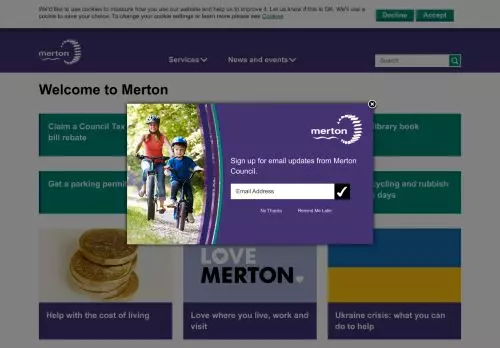 We'd like to use cookies to measure how you use our website and help us to improve it. Let us know if this is OK. We'll use a
cookie to save your choice. To change your cookie settings or learn more please see Cookies
Decline
Accept
merton
Services
News and events
Search
Welcome to Merton
Claim a Council Tax
bill rebate
library book
Get a parking permit
cycling and rubbish
days
merton
Sign up for email updates from Merton
Council.
Email Address
No Thanks
Remind Me Later
LOVE
MERTON
Help with the cost of living
Love where you live, work and
visit
Ukraine crisis: what you can
do to help